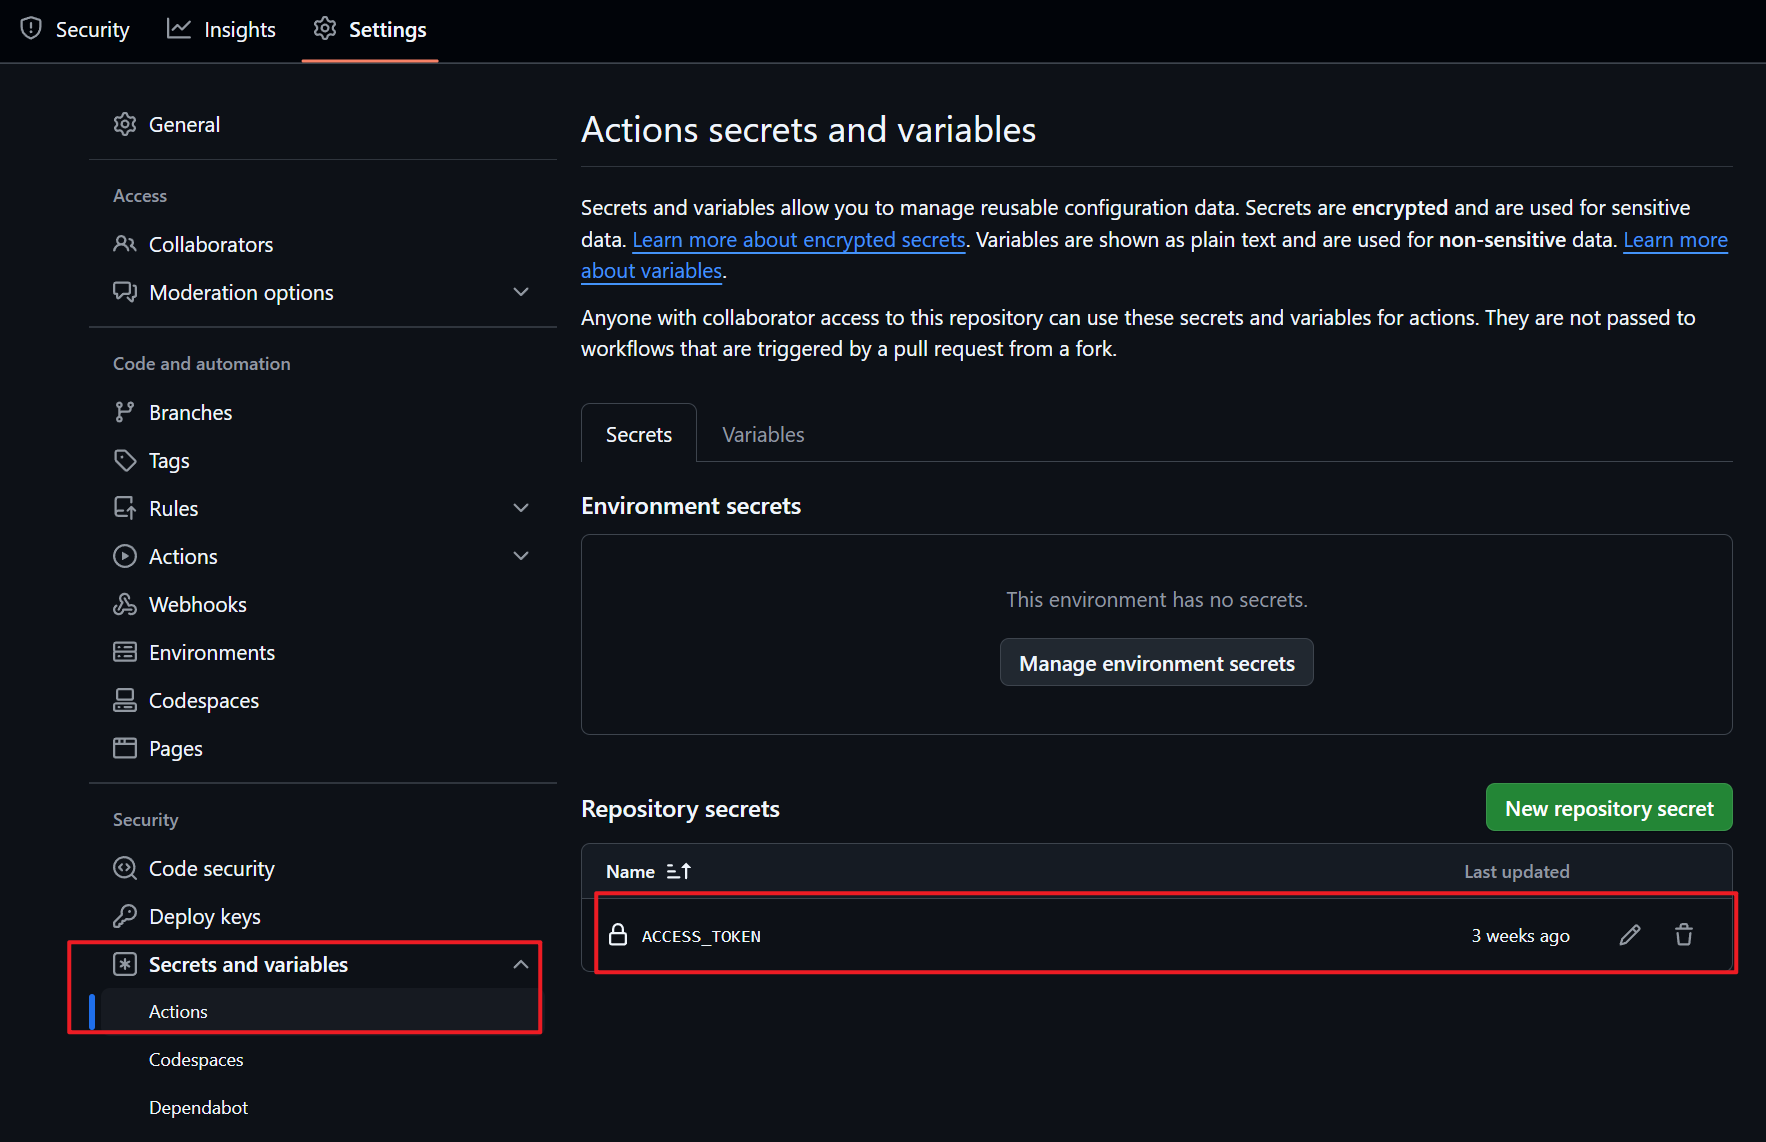 Security
Insights
Settings
General
Access
Collaborators
Moderation options
Code and automation
Branches
Tags
Rules
Actions
Webhooks
Environments
Codespaces
Pages
Security
Code security
Deploy keys
Secrets and variables
Actions
Codespaces
Dependabot
Actions secrets and variables
Secrets and variables allow you to manage reusable configuration data. Secrets are encrypted and are used for sensitive
data. Learn more about encrypted secrets. Variables are shown as plain text and are used for non-sensitive data. Learn more
about variables.
Anyone with collaborator access to this repository can use these secrets and variables for actions. They are not passed to
workflows that are triggered by a pull request from a fork.
Secrets
Variables
Environment secrets
This environment has no secrets.
Manage environment secrets
Repository secrets
New repository secret
Name
Last updated
ACCESS_TOKEN
3 weeks ago